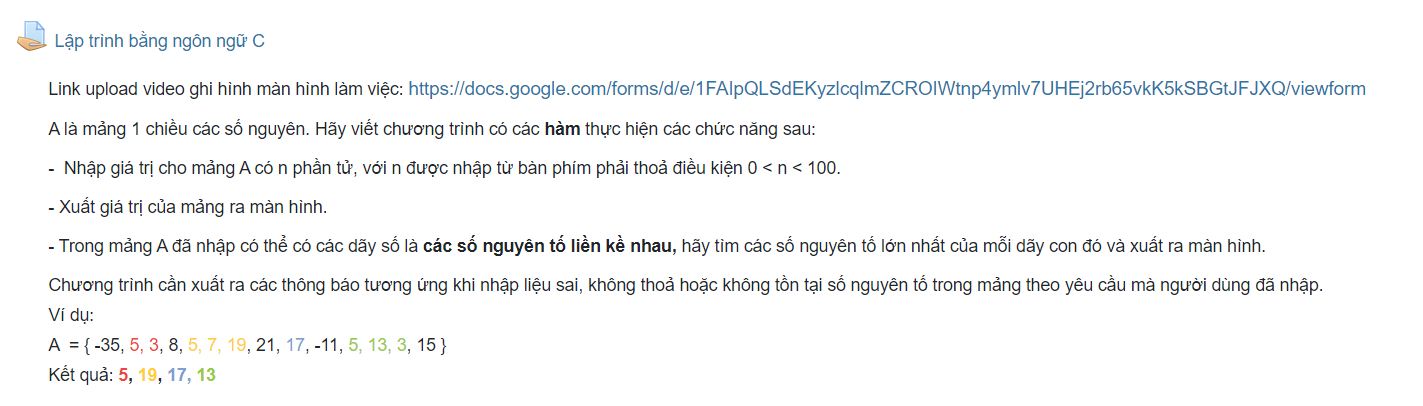 Lập trình bằng ngôn ngữ C
Link upload video ghi hình màn hình làm việc: https://docs.google.com/forms/d/e/1FAIpQLSdEKyzlcqlmZCROIWtnp4ymlv7UHEj2rb65vkK5kSBGtJFJXQ/viewform
A là mảng 1 chiều các số nguyên. Hãy viết chương trình có các hàm thực hiện các chức năng sau:
- Nhập giá trị cho mảng A có n phần tử, với n được nhập từ bàn phím phải thoả điều kiện 0 < n < 100.
- Xuất giá trị của mảng ra màn hình.
- Trong mảng A đã nhập có thể có các dãy số là các số nguyên tố liền kề nhau, hãy tìm các số nguyên tố lớn nhất của mỗi dãy con đó và xuất ra màn hình.
Chương trình cần xuất ra các thông báo tương ứng khi nhập liệu sai, không thoả hoặc không tồn tại số nguyên tố trong mảng theo yêu cầu mà người dùng đã nhập.
Ví dụ:
A = { -35, 5, 3, 8, 5, 7, 19, 21, 17, -11, 5, 13, 3, 15 }
Kết quả: 5, 19, 17, 13